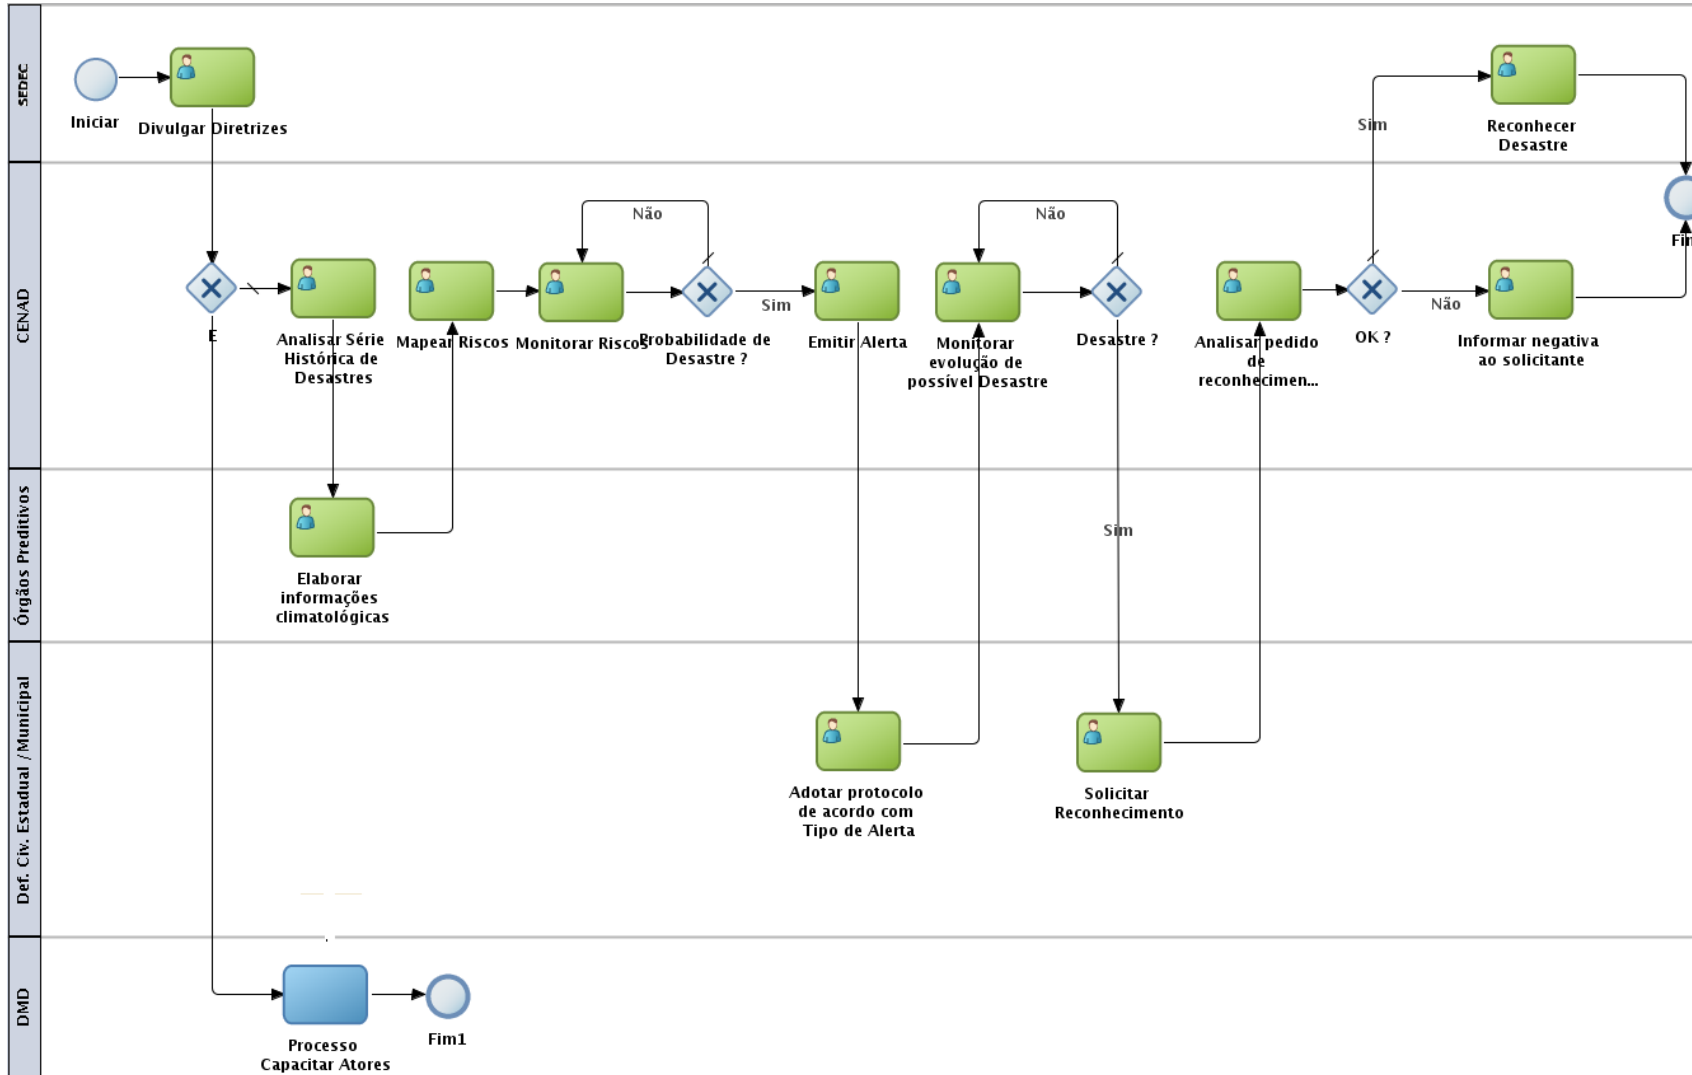 SEDEC
Iniciar
Divulgar Diretrizes
Sim
Reconhecer
Desastre
CENAD
E
Analisar Série
Histórica de
Desastres
Mapear Riscos
Não
Monitorar Riscos
Probabilidade de
Desastre ?
Sim
Emitir Alerta
Não
Monitorar
evolução de
possível Desastre
Desastre ?
Analisar pedido
de
reconhecimen...
OK ?
Não
Informar negativa
ao solicitante
Órgãos Preditivos
Elaborar
informações
climatológicas
Sim
Def. Civ. Estadual / Municipal
Adotar protocolo
de acordo com
Tipo de Alerta
Solicitar
Reconhecimento
DMD
Processo
Capacitar Atores
Fim1